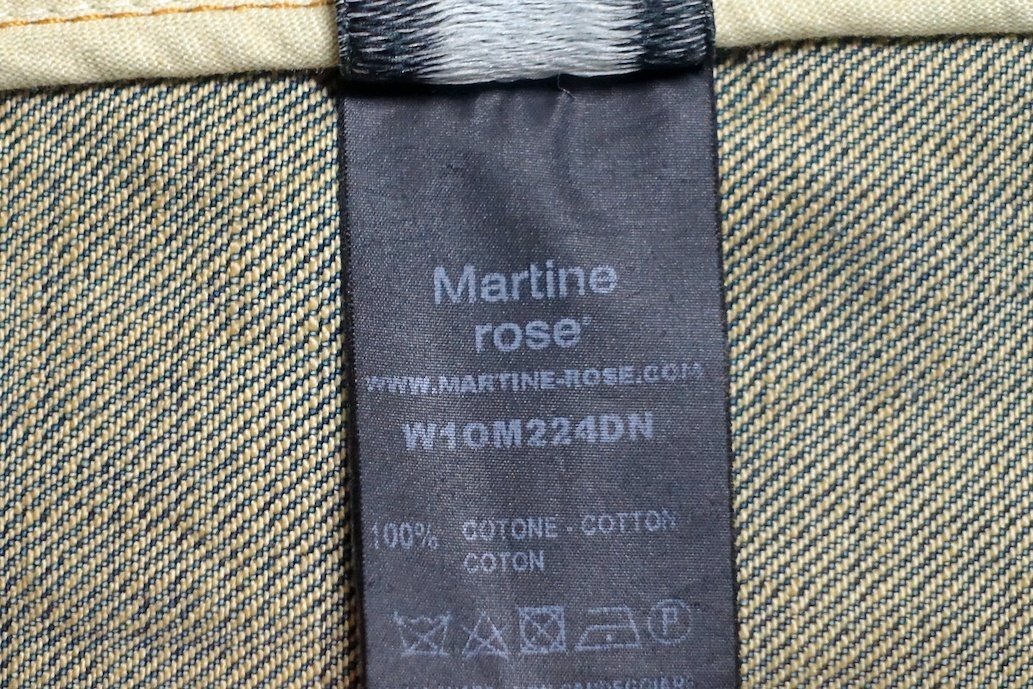 Martine
rose®
WWW.MARTINE-ROSE.COM
W10M224DN
100% COTONE - COTTON
COTON
P